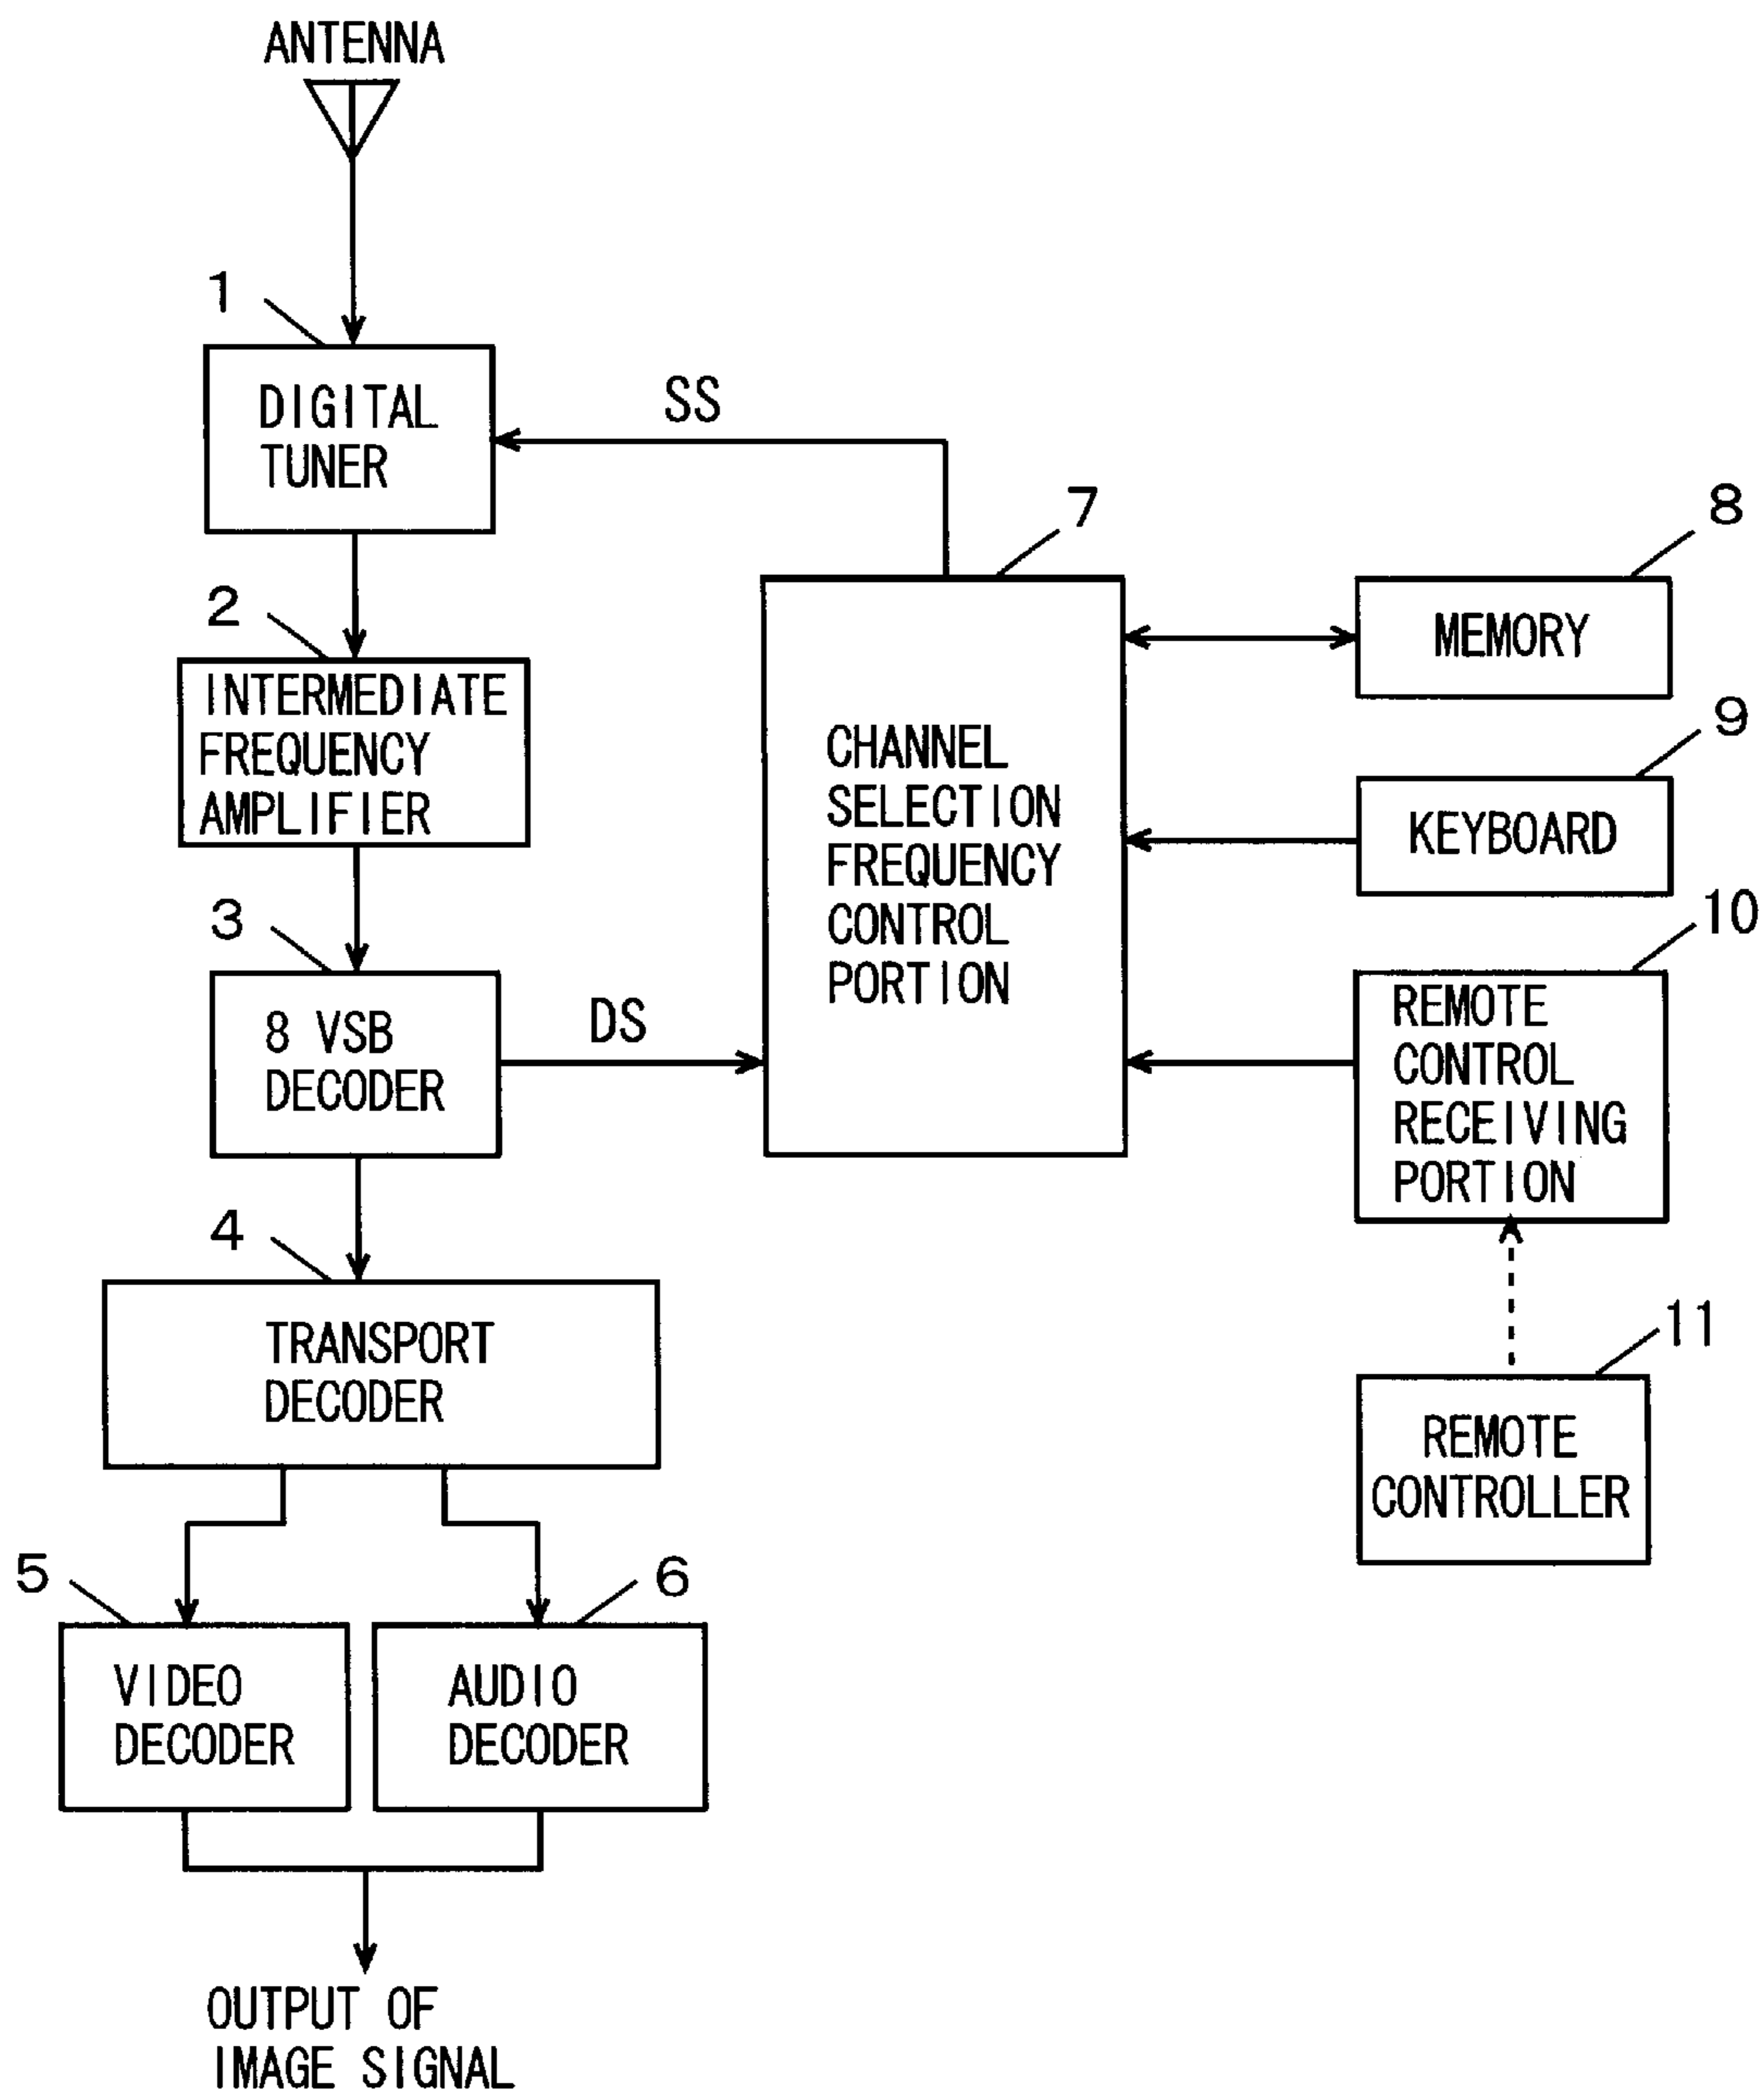 ANTENNA
1
DIGITAL
TUNER
SS
2
INTERMEDIATE
FREQUENCY
AMPLIFIER
3
8 VSB
DECODER
DS
4
TRANSPORT
DECODER
5
VIDEO
DECODER
6
AUDIO
DECODER
OUTPUT OF
IMAGE SIGNAL
7
CHANNEL
SELECTION
FREQUENCY
CONTROL
PORTION
8
MEMORY
9
KEYBOARD
10
REMOTE
CONTROL
RECEIVING
PORTION
11
REMOTE
CONTROLLER